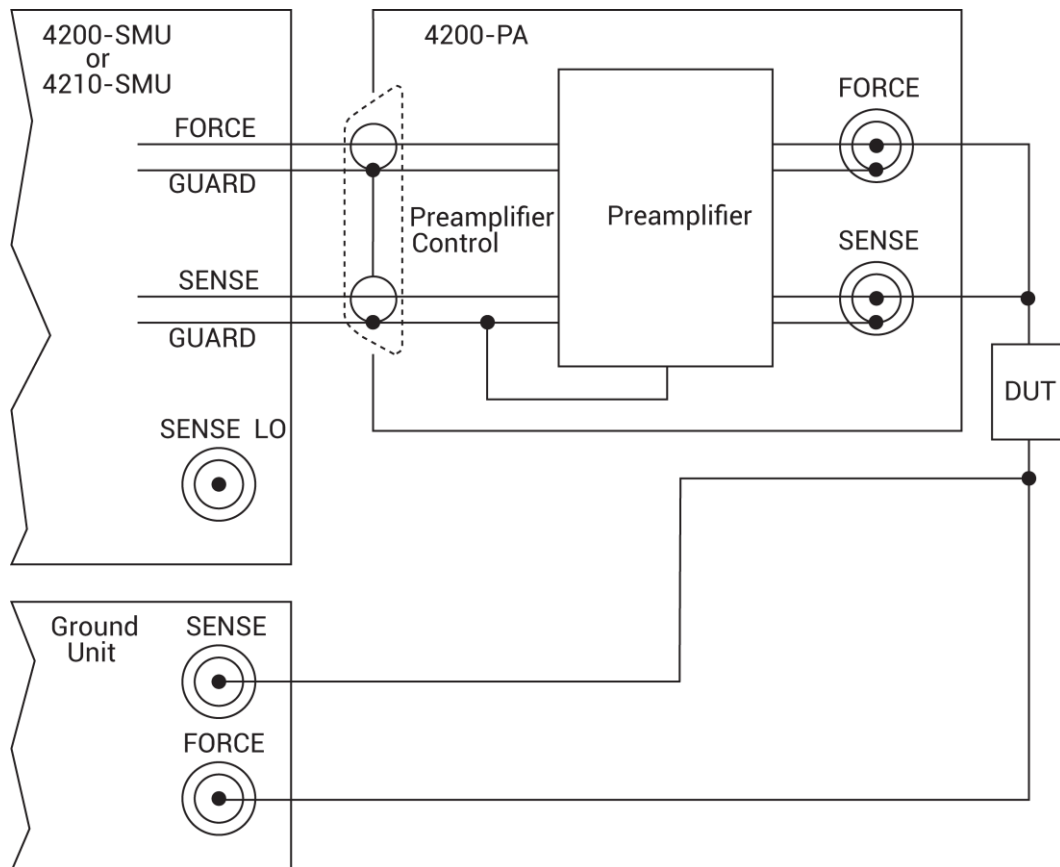 4200-SMU
or
4210-SMU
4200-PA
FORCE
GUARD
SENSE
GUARD
SENSE LO
Preamplifier
Control
Preamplifier
FORCE
SENSE
DUT
Ground
Unit
SENSE
FORCE